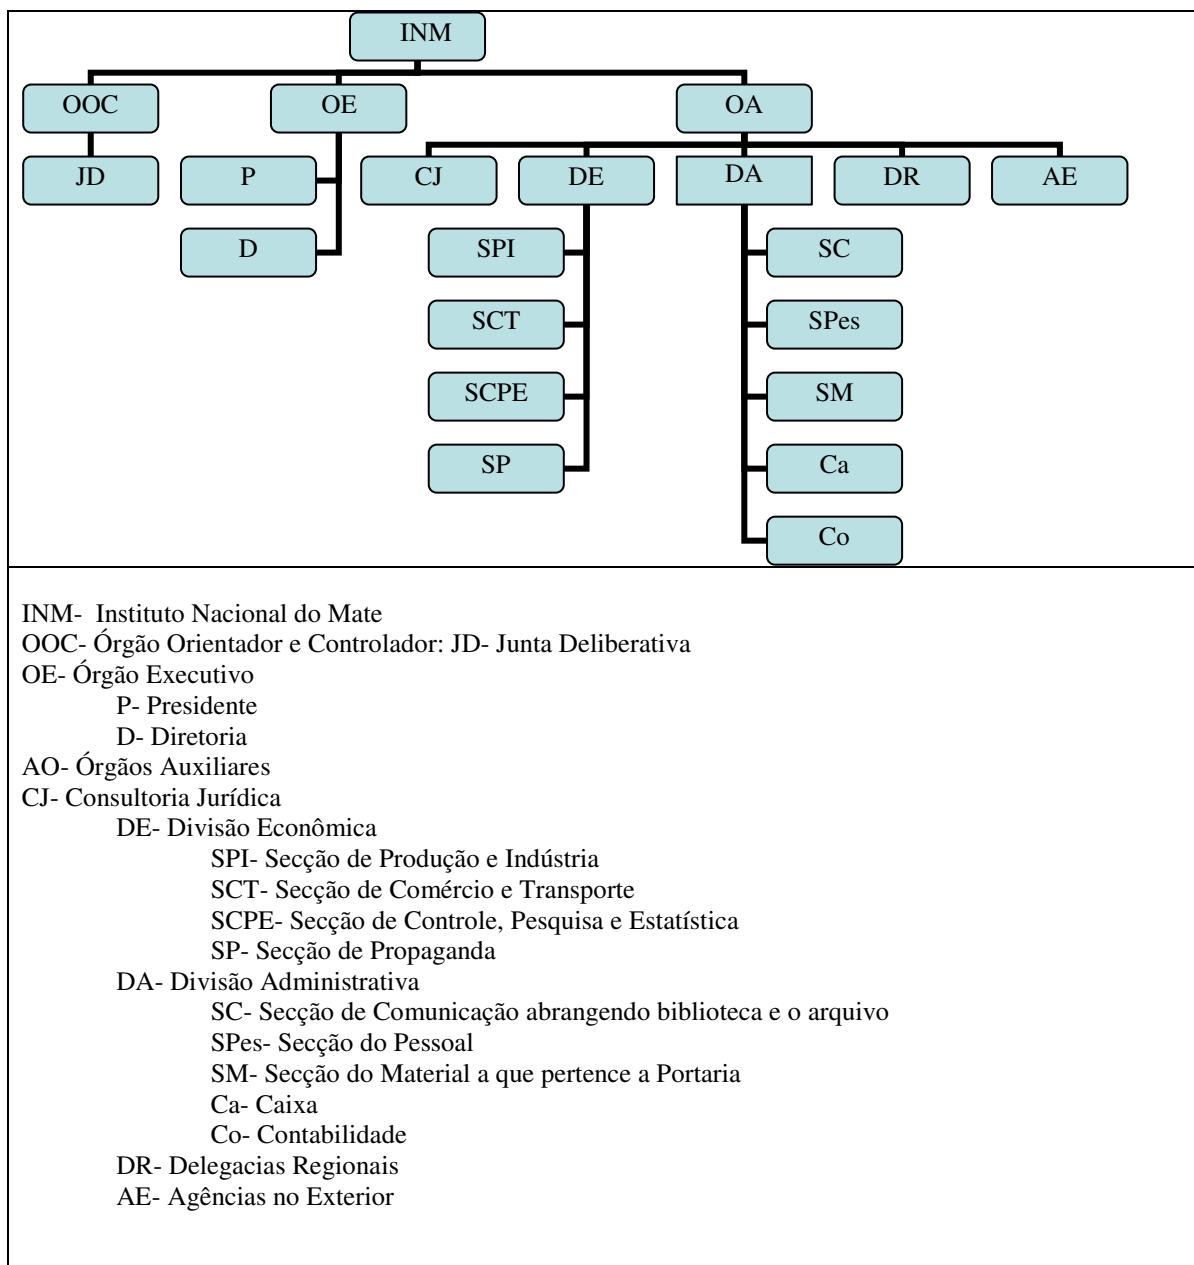 INM
OOC OE OA
JD P CJ DE DA DR AE
D SPI SC
SCT SPes
SCPE SM
SP Ca
Co
INM- Instituto Nacional do Mate
OOC- Órgão Orientador e Controlador: JD- Junta Deliberativa
OE- Órgão Executivo
P- Presidente
D- Diretoria
AO- Órgãos Auxiliares
CJ- Consultoria Jurídica
DE- Divisão Econômica
SPI- Secção de Produção e Indústria
SCT- Secção de Comércio e Transporte
SCPE- Secção de Controle, Pesquisa e Estatística
SP- Secção de Propaganda
DA- Divisão Administrativa
SC- Secção de Comunicação abrangendo biblioteca e o arquivo
SPes- Secção do Pessoal
SM- Secção do Material a que pertence a Portaria
Ca- Caixa
Co- Contabilidade
DR- Delegacias Regionais
AE- Agências no Exterior